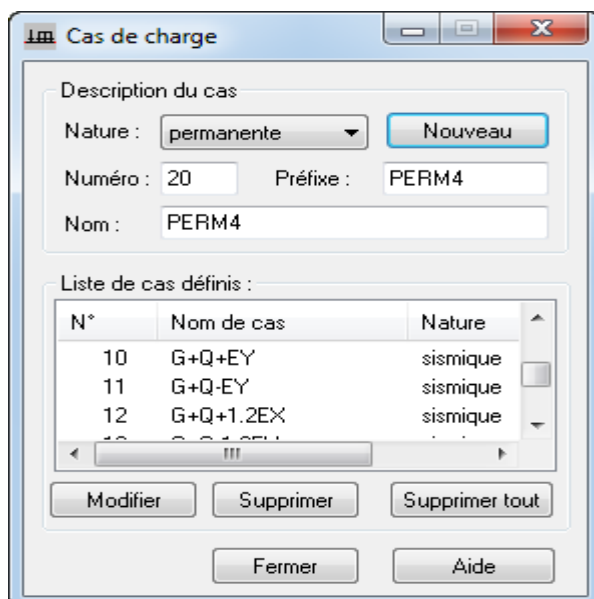 Cas de charge
Description du cas
Nature : permanente Nouveau
Numéro : 20 Préfixe : PERM4
Nom : PERM4
Liste de cas définis :
N° Nom de cas Nature
10 G+Q+EY sismique
11 G+Q-EY sismique
12 G+Q+1.2EX sismique
Modifier Supprimer Supprimer tout
Fermer Aide